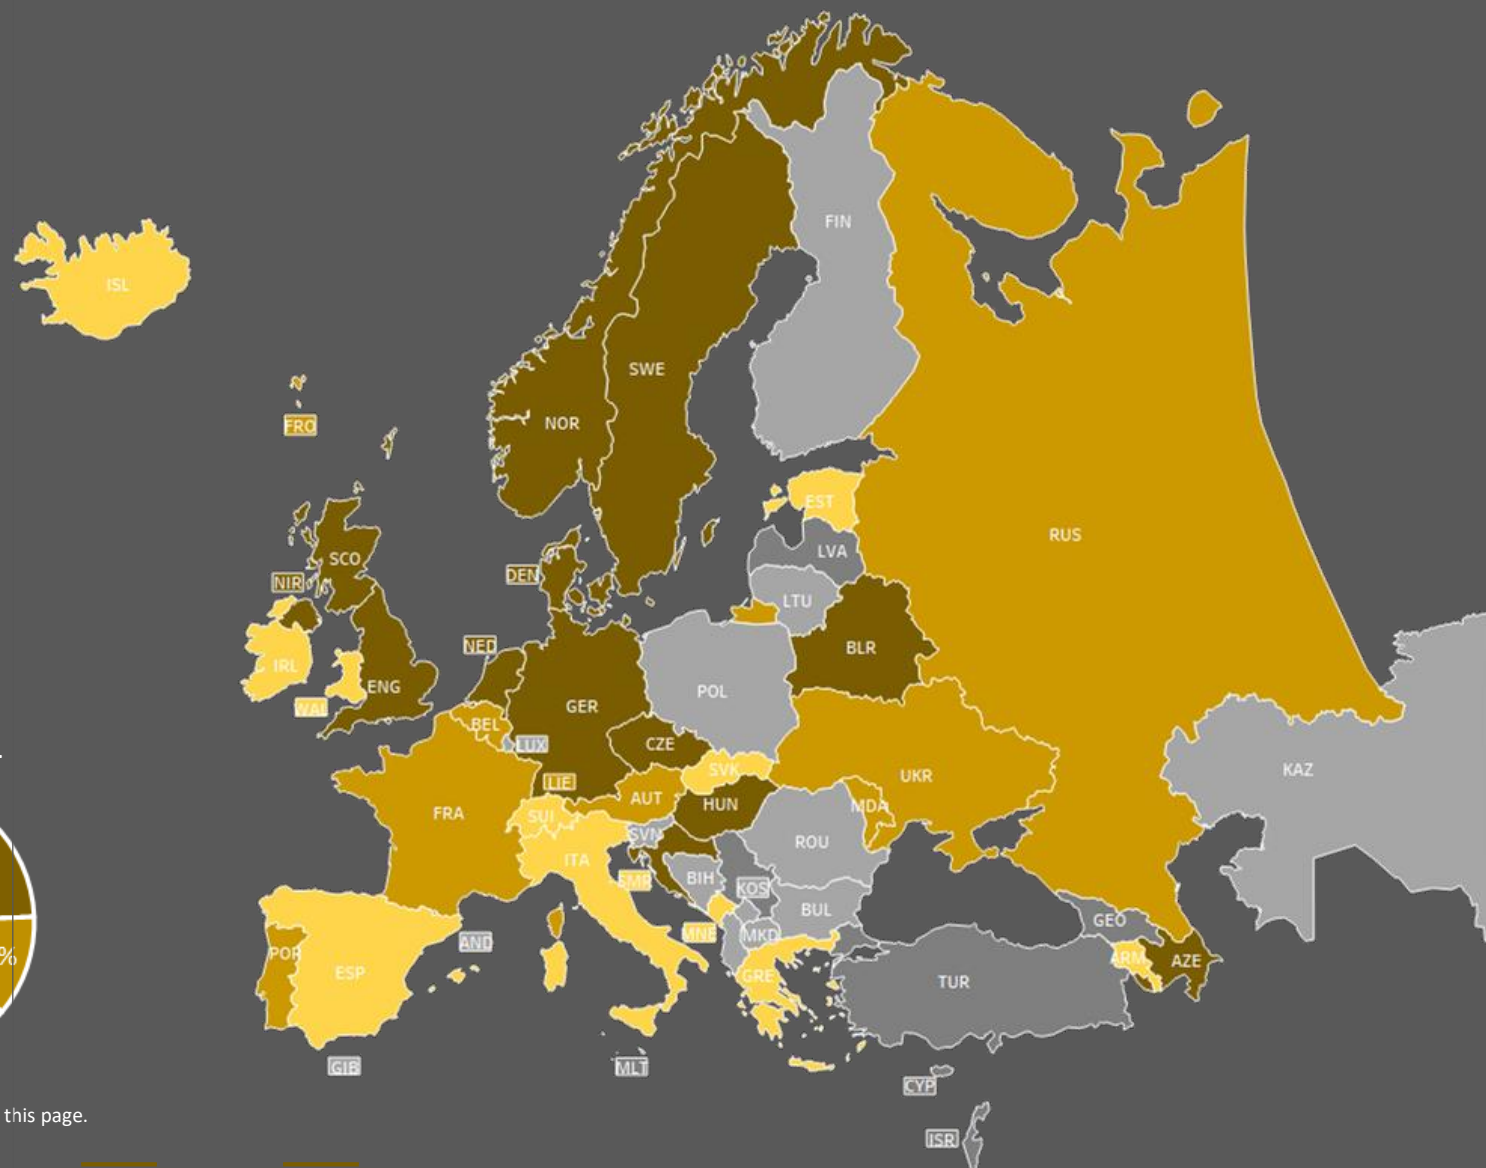 FIN
ISL
SWE
NOR
FRO
EST
RUS
LVA
SCO
DEN
NIR
LTU
NED
BLR
IRL
ENG
POL
WAL
GER
BEL
LUX
CZE
SVK
KAZ
LIE
UKR
AUT
HUN
MDA
FRA
SUI
SVN
ROU
ITA
SMR
BIH
KOS
BUL
GEO
MNE
MKD
AND
POR
%
ESP
GRE
ARM
AZE
TUR
GIB
MLT
CYP
this page.
ISR